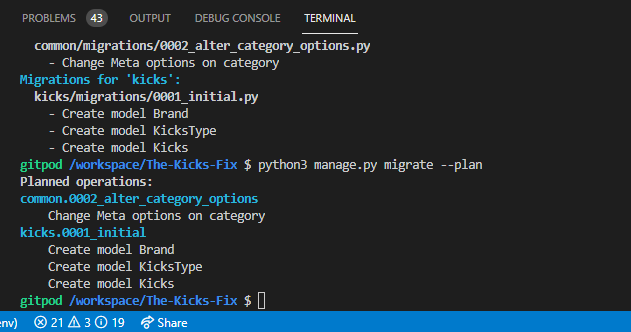 PROBLEMS 43 OUTPUT DEBUG CONSOLE TERMINAL
common/migrations/0002_alter_category_options.py
- Change Meta options on category
Migrations for 'kicks':
kicks/migrations/0001_initial.py
- Create model Brand
- Create model KicksType
- Create model Kicks
gitpod /workspace/The-Kicks-Fix $ python3 manage.py migrate --plan
Planned operations:
common.0002_alter_category_options
Change Meta options on category
kicks.0001_initial
Create model Brand
Create model KicksType
Create model Kicks
gitpod /workspace/The-Kicks-Fix $
env) 21 3 19 Share